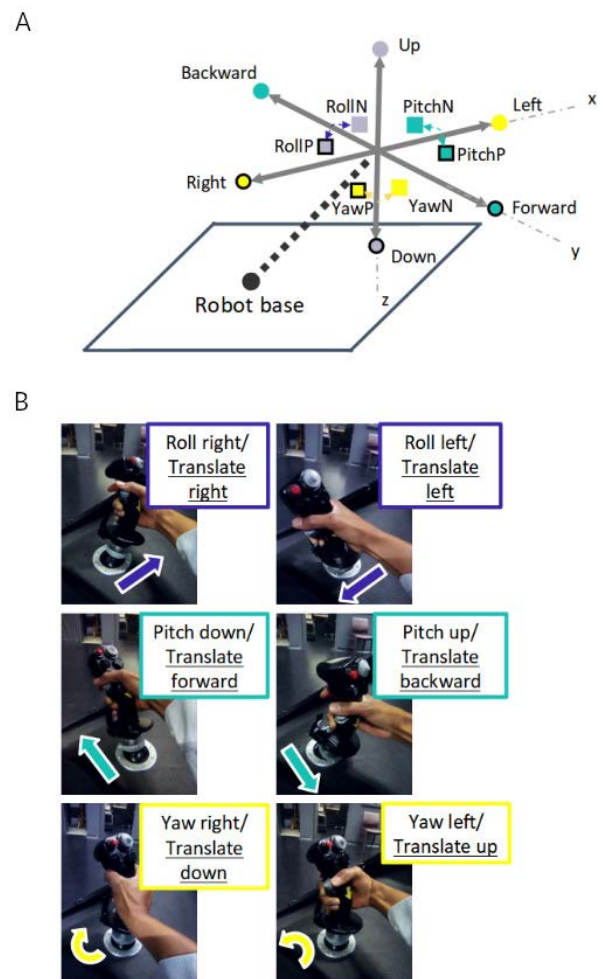 A
Up
Backward
RollN
PitchN
Left
x
RollP
PitchP
Right
YawP
YawN
Forward
Down
y
z
Robot base
B
Roll right/
Translate
right
Roll left/
Translate
left
Pitch down/
Translate
forward
Pitch up/
Translate
backward
Yaw right/
Translate
down
Yaw left/
Translate up